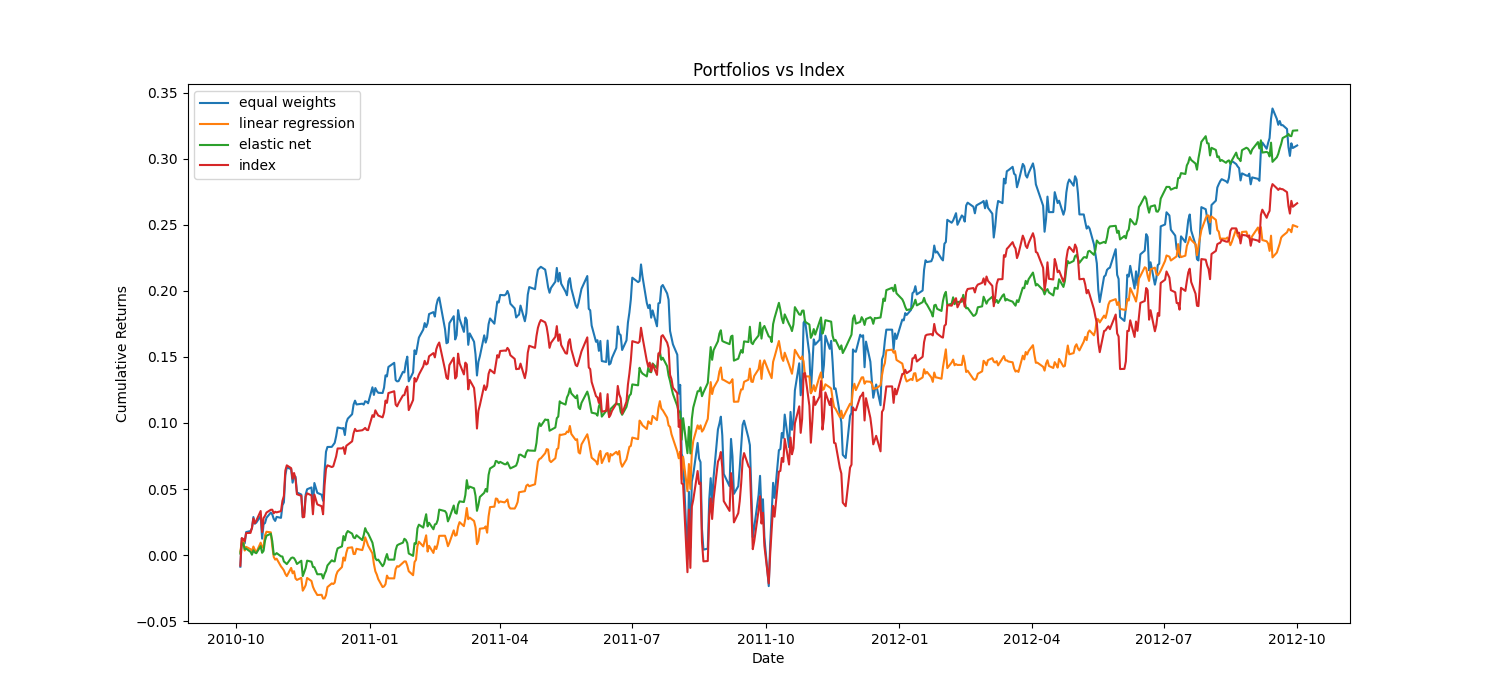 Portfolios vs Index
equal weights
linear regression
elastic net
index
Cumulative Returns
0.35
0.30
0.25
0.20
0.15
0.10
0.05
0.00
−0.05
2010-10 2011-01 2011-04 2011-07 2011-10 2012-01 2012-04 2012-07 2012-10
Date